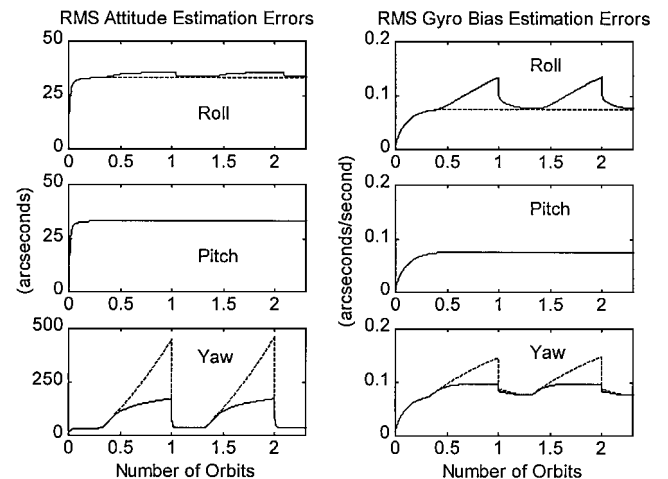 RMS Attitude Estimation Errors
50
25
0
Roll
0 0.5 1 1.5 2
50
25
0
Pitch
0 0.5 1 1.5 2
(arcseconds)
500
250
0
Yaw
0 0.5 1 1.5 2
Number of Orbits
RMS Gyro Bias Estimation Errors
0.2
0.1
0
Roll
0 0.5 1 1.5 2
0.2
0.1
0
Pitch
0 0.5 1 1.5 2
(arcseconds/second)
0.2
0.1
0
Yaw
0 0.5 1 1.5 2
Number of Orbits